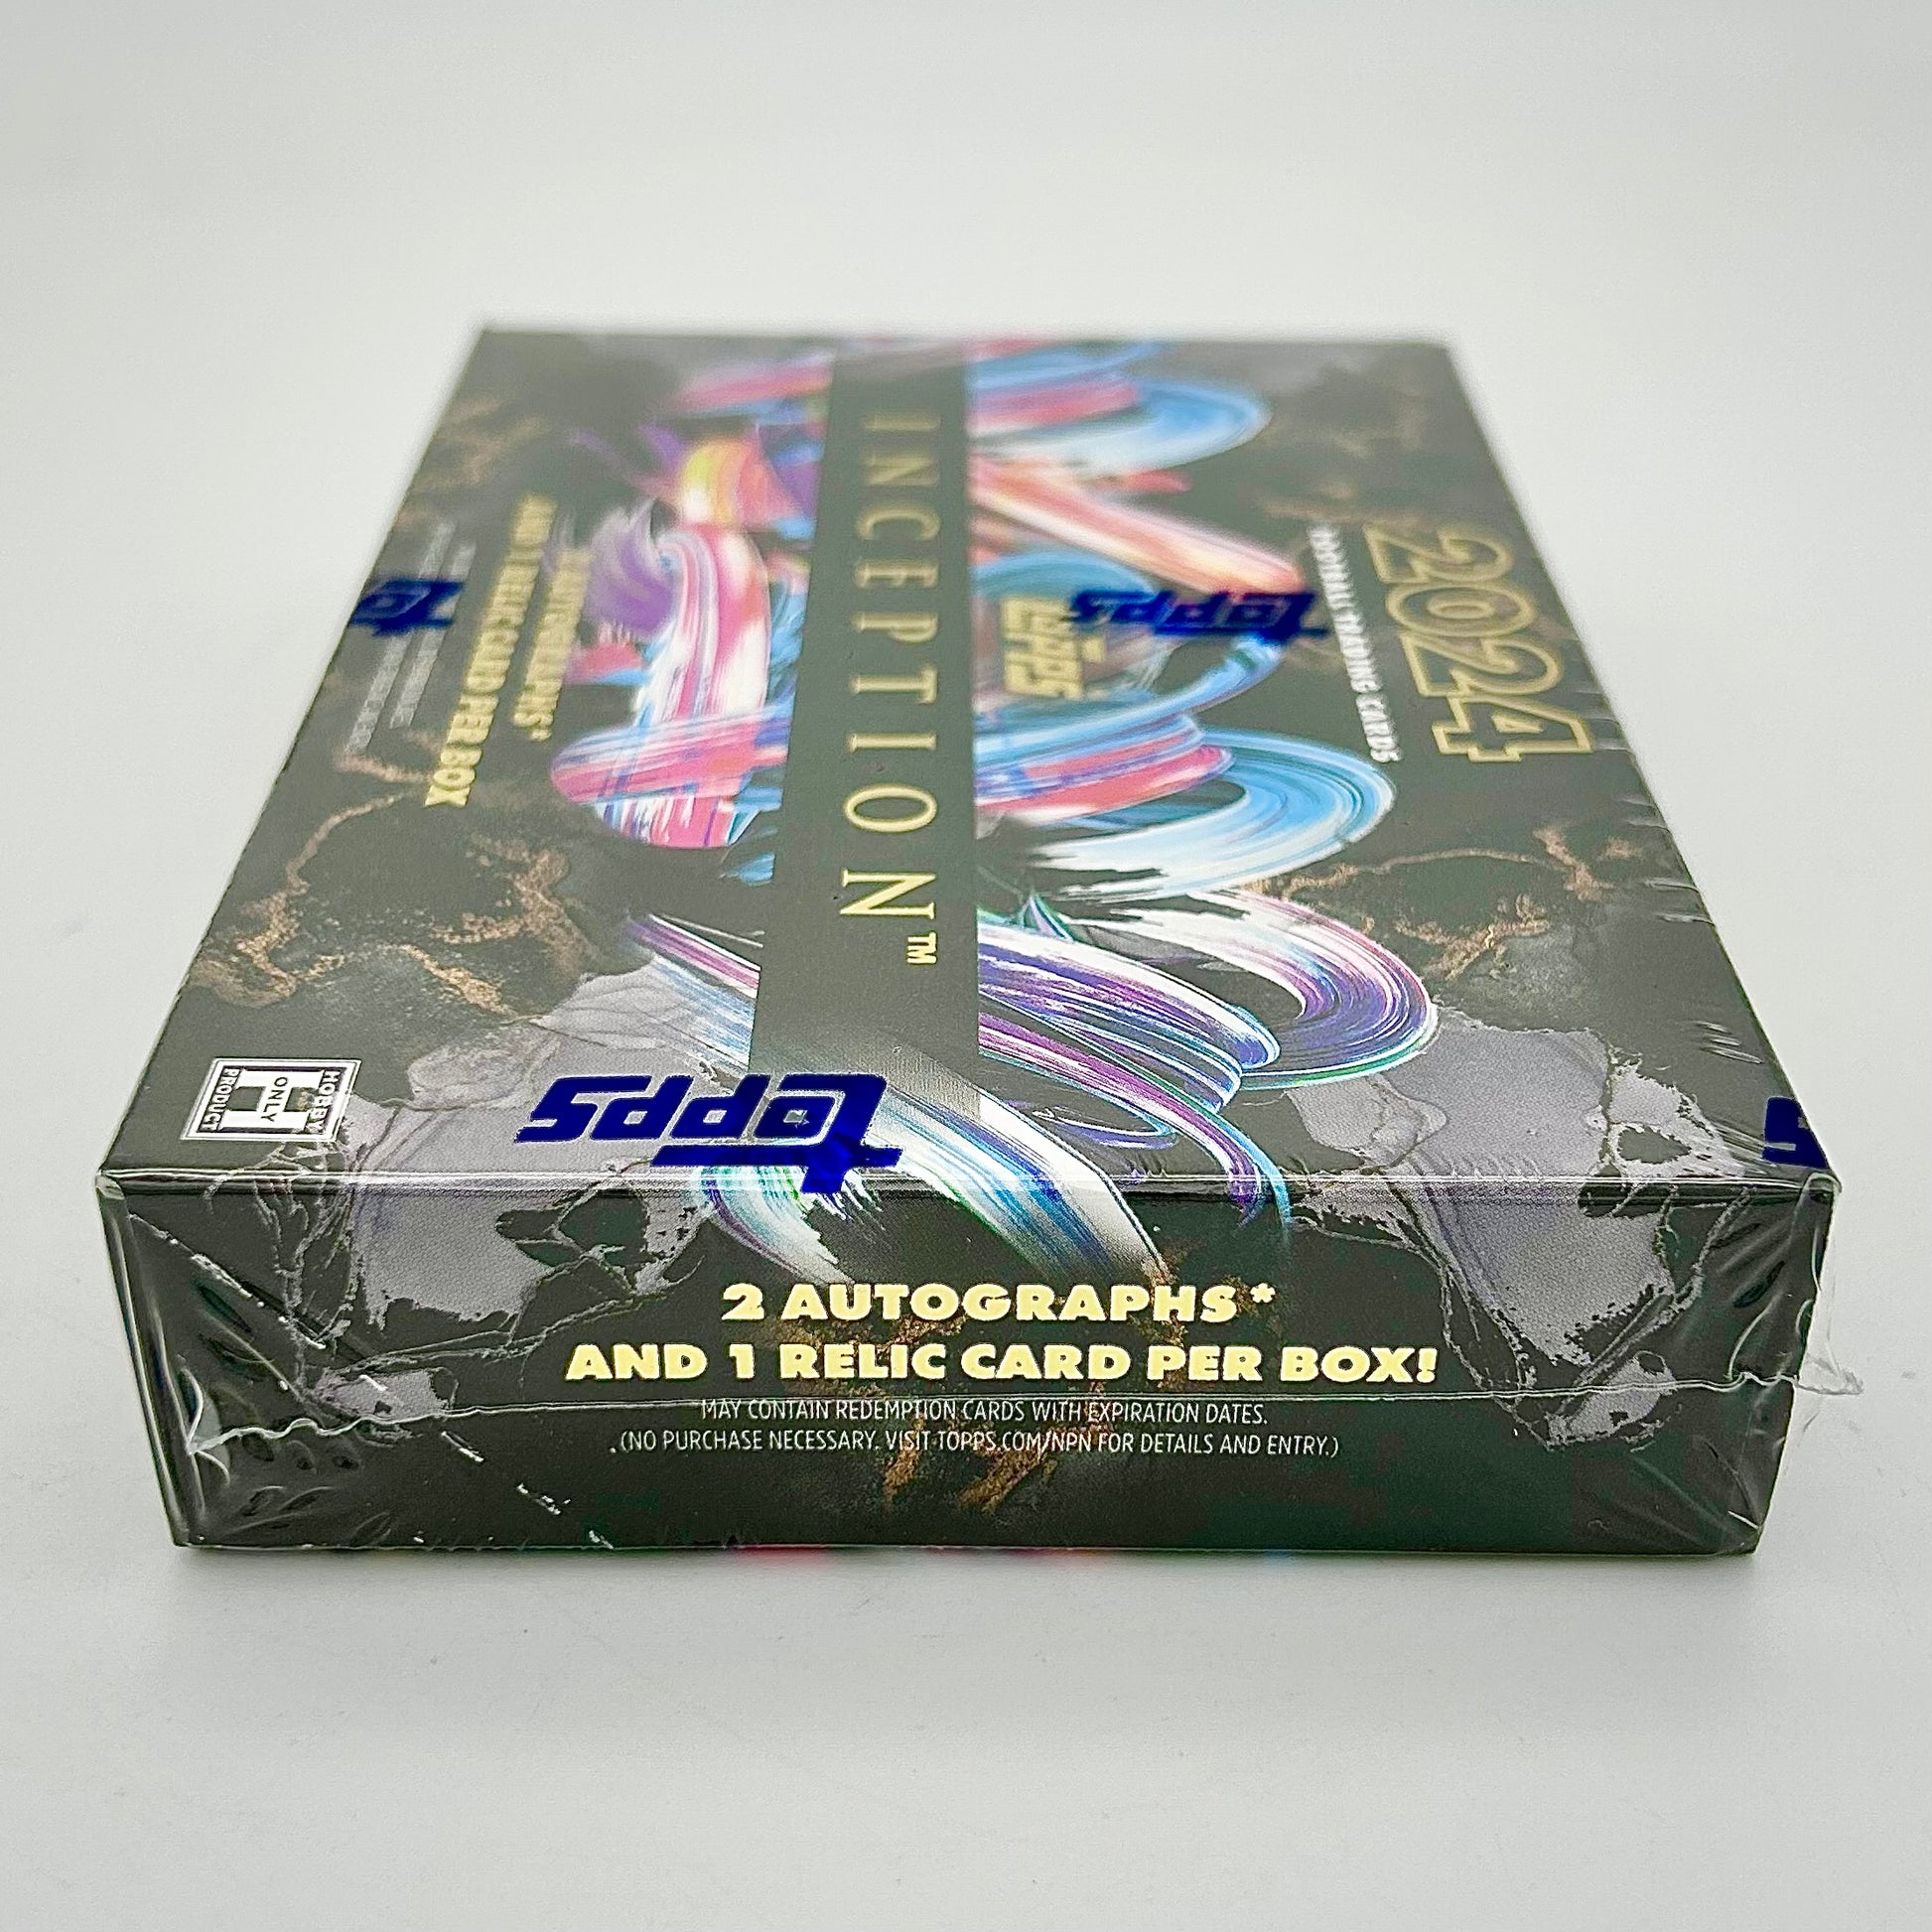 2024
FOOTBALL TRADING CARDS
topps
topps
INCEPTION™
2 AUTOGRAPHS*
AND 1 RELIC CARD PER BOX
HOBBY
H
ONLY
PRODUCT
topps
2 AUTOGRAPHS*
AND 1 RELIC CARD PER BOX!
MAY CONTAIN REDEMPTION CARDS WITH EXPIRATION DATES.
(NO PURCHASE NECESSARY. VISIT TOPPS.COM/NPN FOR DETAILS AND ENTRY.)